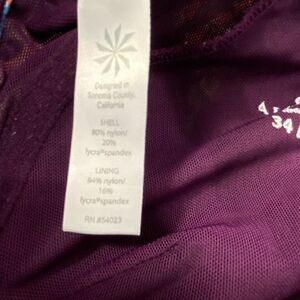 Designed in
Sonoma County,
California
SHELL
80% nylon/
20%
lycra®spandex
LINING
84% nylon/
16%
lycra®spandex
RN #54023
34